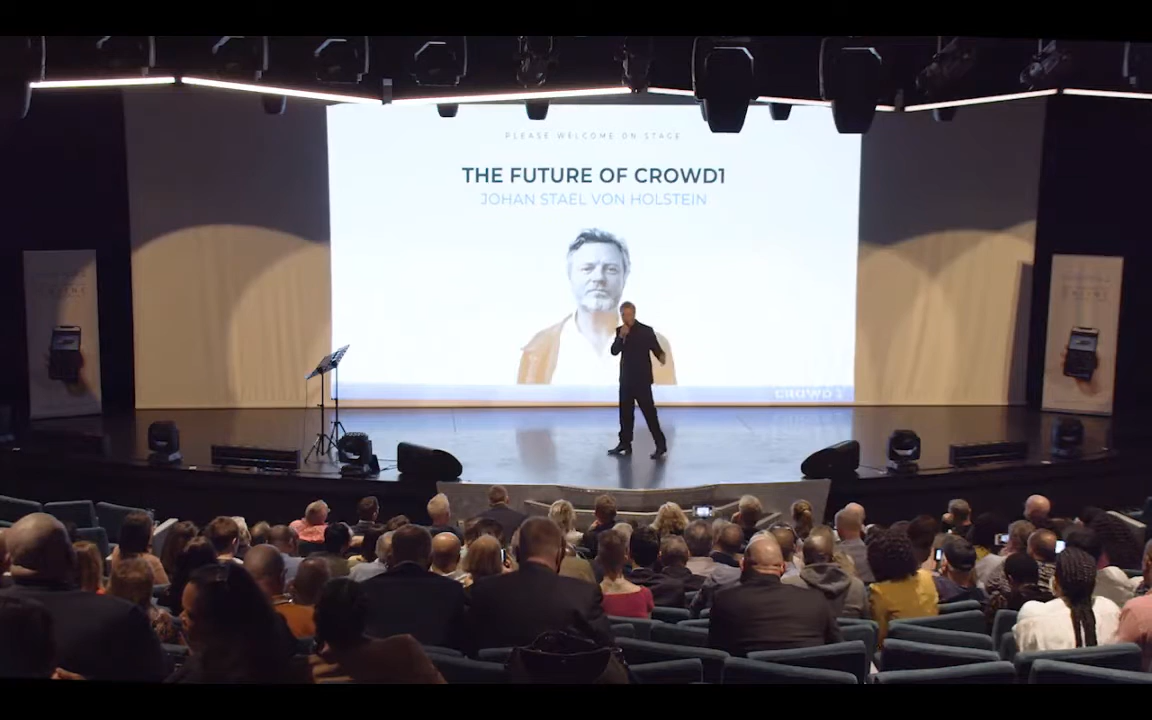 PLEASE WELCOME ON STAGE
THE FUTURE OF CROWD1
JOHAN STAEL VON HOLSTEIN
CROWD1